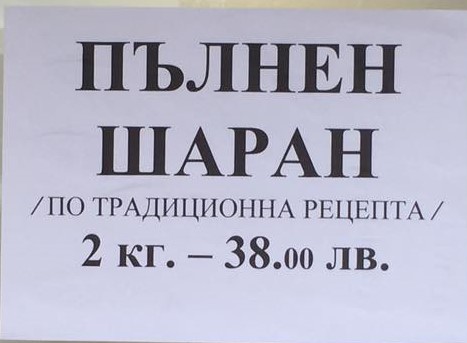 ПЪЛНЕН
ШАРАН
/ПО ТРАДИЦИОННА РЕЦЕПТА/
2 кг. – 38.00 лв.